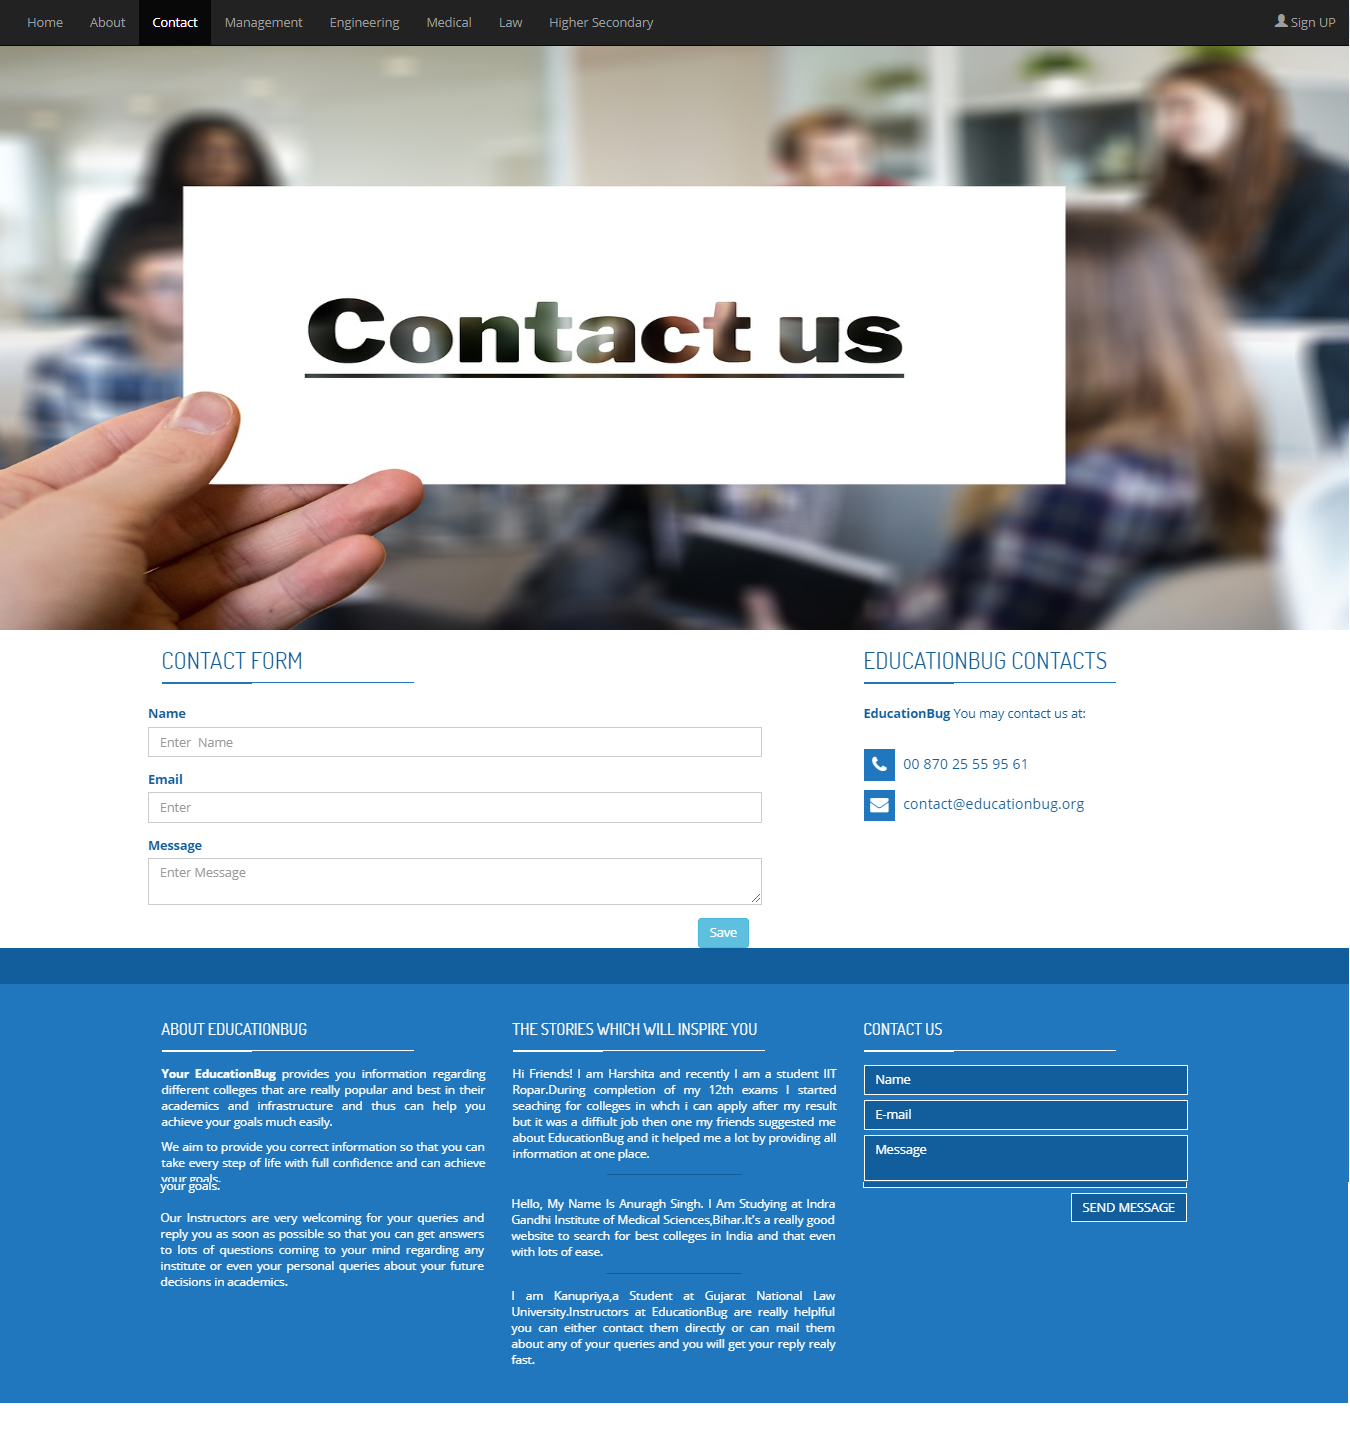 Home About Contact Management Engineering Medical Law Higher Secondary Sign UP
Contact us
CONTACT FORM
Name
Enter  Name
Email
Enter
Message
Enter Message
Save
EDUCATIONBUG CONTACTS
EducationBug You may contact us at:
00 870 25 55 95 61
contact@educationbug.org
ABOUT EDUCATIONBUG
Your EducationBug provides you information regarding
different colleges that are really popular and best in their
academics and infrastructure and thus can help you
achieve your goals much easily.
We aim to provide you correct information so that you can
take every step of life with full confidence and can achieve
your goals.
your goals.
Our Instructors are very welcoming for your queries and
reply you as soon as possible so that you can get answers
to lots of questions coming to your mind regarding any
institute or even your personal queries about your future
decisions in academics.
THE STORIES WHICH WILL INSPIRE YOU
Hi Friends! I am Harshita and recently I am a student IIT
Ropar.During completion of my 12th exams I started
seaching for colleges in whch i can apply after my result
but it was a diffiult job then one my friends suggested me
about EducationBug and it helped me a lot by providing all
information at one place.
Hello, My Name Is Anuragh Singh. I Am Studying at Indra
Gandhi Institute of Medical Sciences,Bihar.It's a really good
website to search for best colleges in India and that even
with lots of ease.
I am Kanupriya,a Student at Gujarat National Law
University.Instructors at EducationBug are really helplful
you can either contact them directly or can mail them
about any of your queries and you will get your reply realy
fast.
CONTACT US
Name
E-mail
Message
SEND MESSAGE